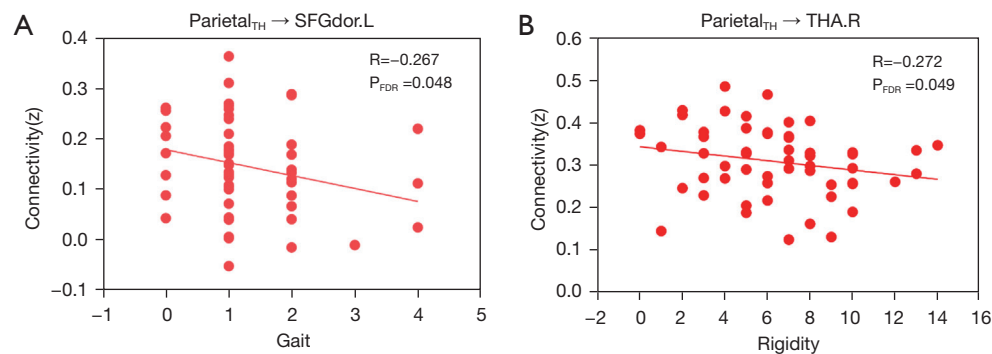 A
Parietal_TH → SFGdor.L
R=−0.267
P_FDR =0.048
Connectivity(z)
0.4
0.3
0.2
0.1
0.0
−0.1
−1 0 1 2 3 4 5
Gait
B
Parietal_TH → THA.R
R=−0.272
P_FDR =0.049
Connectivity(z)
0.6
0.5
0.4
0.3
0.2
0.1
0.0
−2 0 2 4 6 8 10 12 14 16
Rigidity